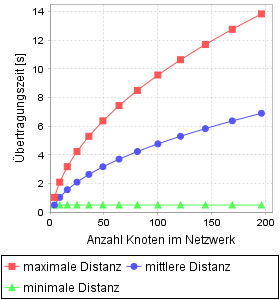 Übertragungszeit [s]
14
12
10
8
6
4
2
0
0 50 100 150 200
Anzahl Knoten im Netzwerk
maximale Distanz mittlere Distanz
minimale Distanz